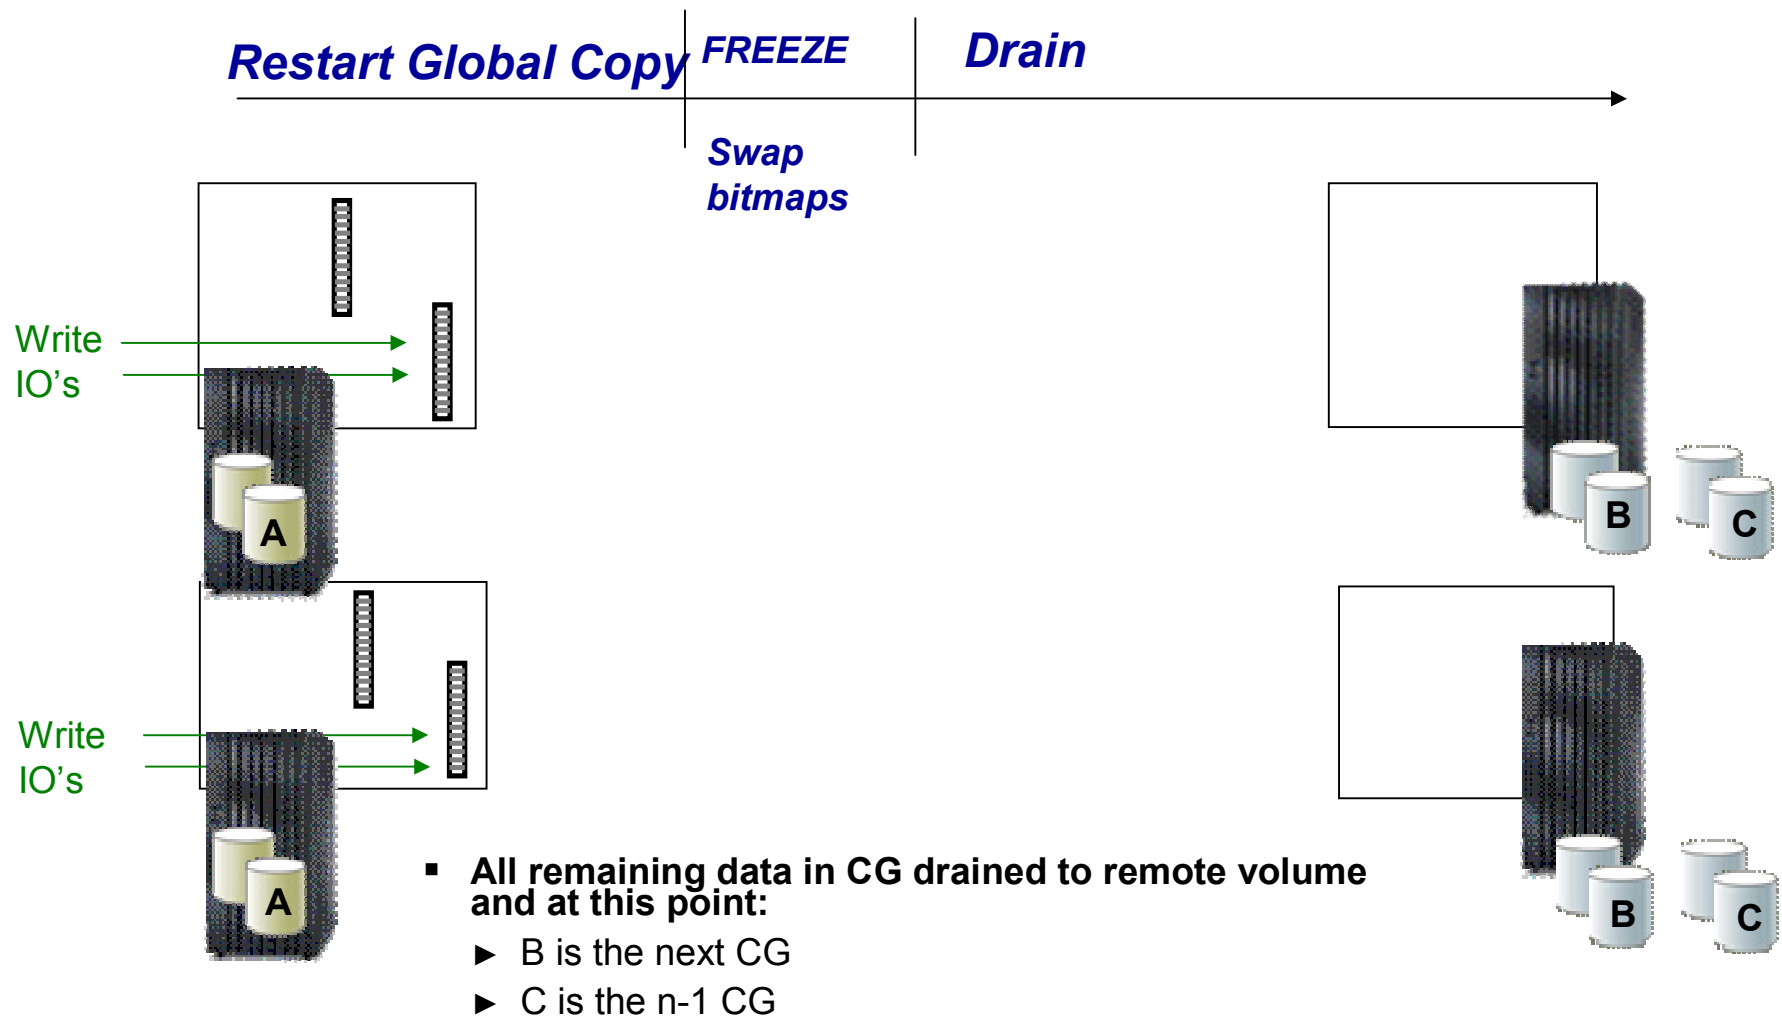 Restart Global Copy
FREEZE
Drain
Swap
bitmaps
Write
IO’s
A
B
C
Write
IO’s
A
B
C
▪ All remaining data in CG drained to remote volume
and at this point:
► B is the next CG
► C is the n-1 CG